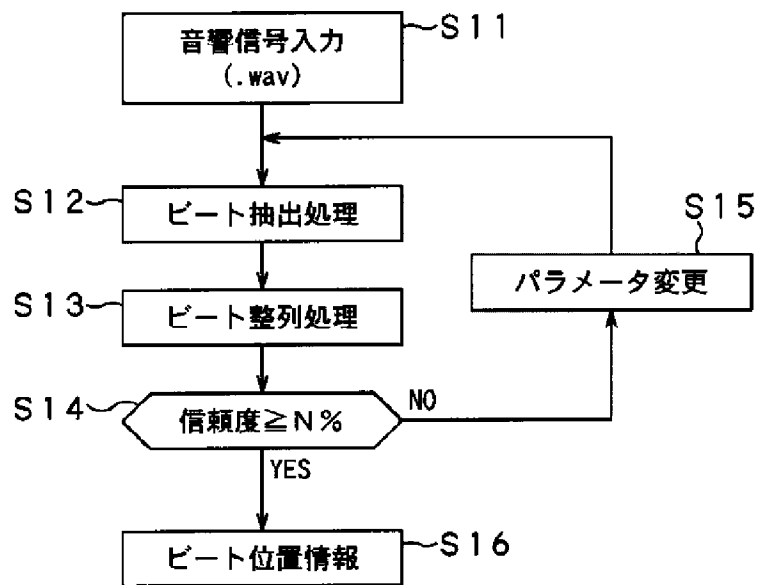 音響信号入力
(.wav)
S11
S12
ビート抽出処理
S15
パラメータ変更
S13
ビート整列処理
S14
信頼度≧N%
NO
YES
ビート位置情報
S16